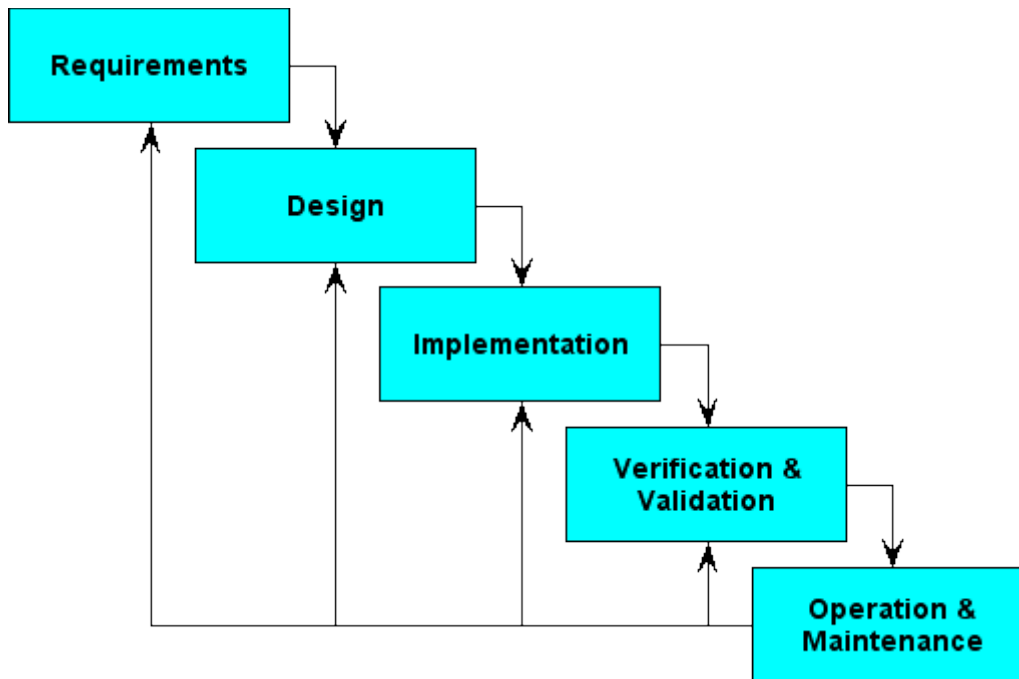 Requirements
Design
Implementation
Verification &
Validation
Operation &
Maintenance